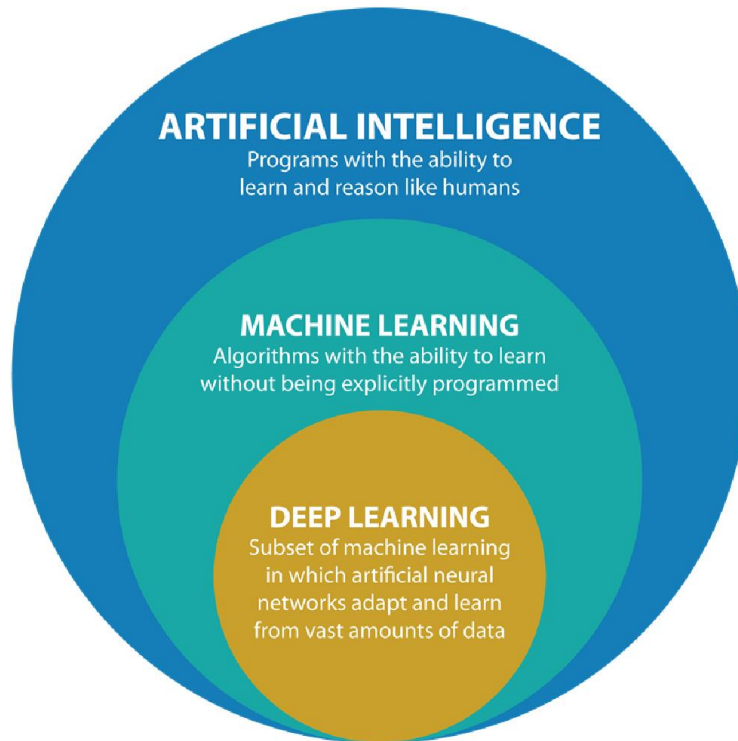 ARTIFICIAL INTELLIGENCE
Programs with the ability to
learn and reason like humans
MACHINE LEARNING
Algorithms with the ability to learn
without being explicitly programmed
DEEP LEARNING
Subset of machine learning
in which artificial neural
networks adapt and learn
from vast amounts of data